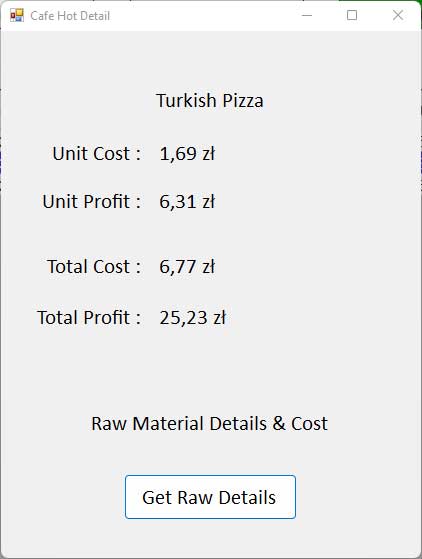 Cafe Hot Detail
Turkish Pizza
Unit Cost : 1,69 zł
Unit Profit : 6,31 zł
Total Cost : 6,77 zł
Total Profit : 25,23 zł
Raw Material Details & Cost
Get Raw Details